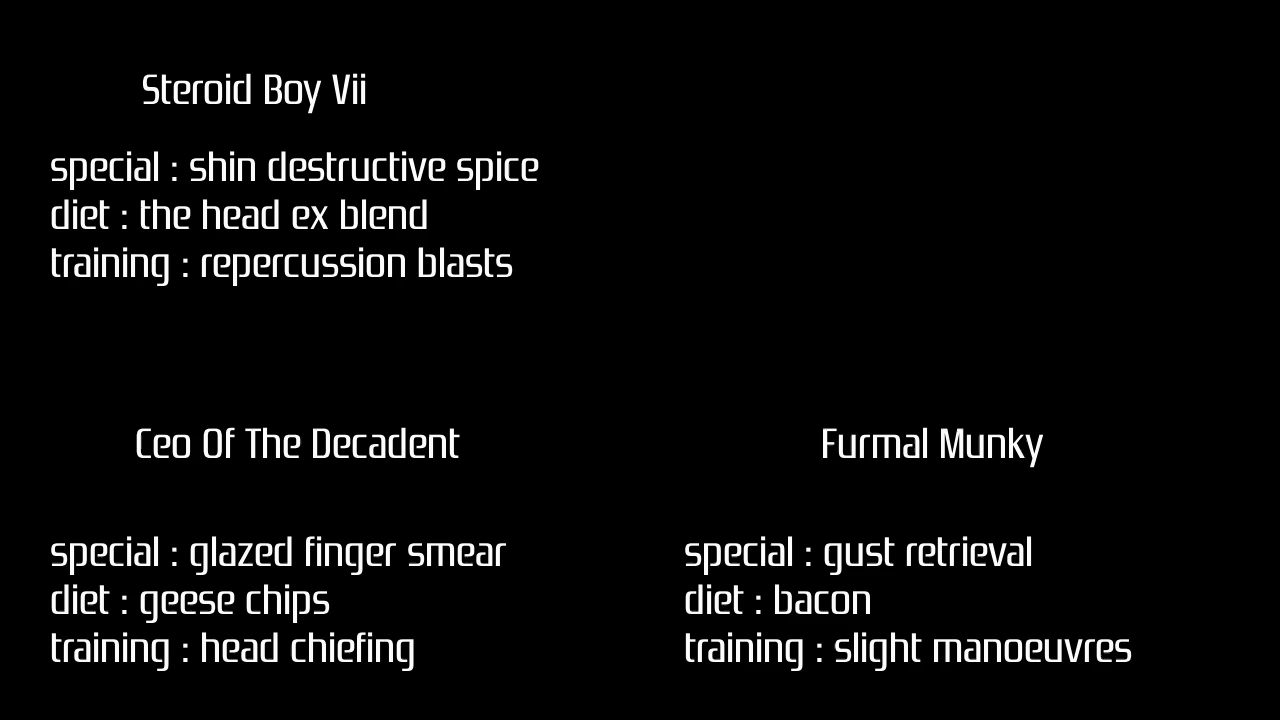 Steroid Boy Vii
special : shin destructive spice
diet : the head ex blend
training : repercussion blasts
Ceo Of The Decadent
special : glazed finger smear
diet : geese chips
training : head chiefing
Furmal Munky
special : gust retrieval
diet : bacon
training : slight manoeuvres